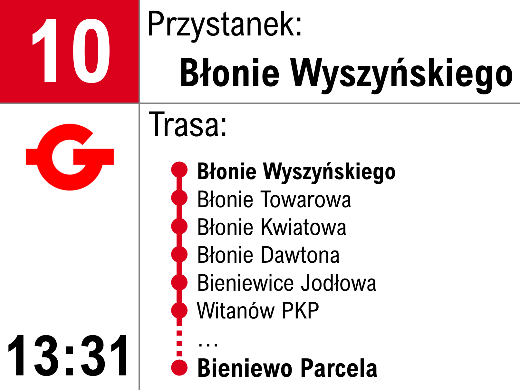 10
Przystanek:
Błonie Wyszyńskiego
Trasa:
Błonie Wyszyńskiego
Błonie Towarowa
Błonie Kwiatowa
Błonie Dawtona
Bieniewice Jodłowa
Witanów PKP
...
Bieniewo Parcela
13:31